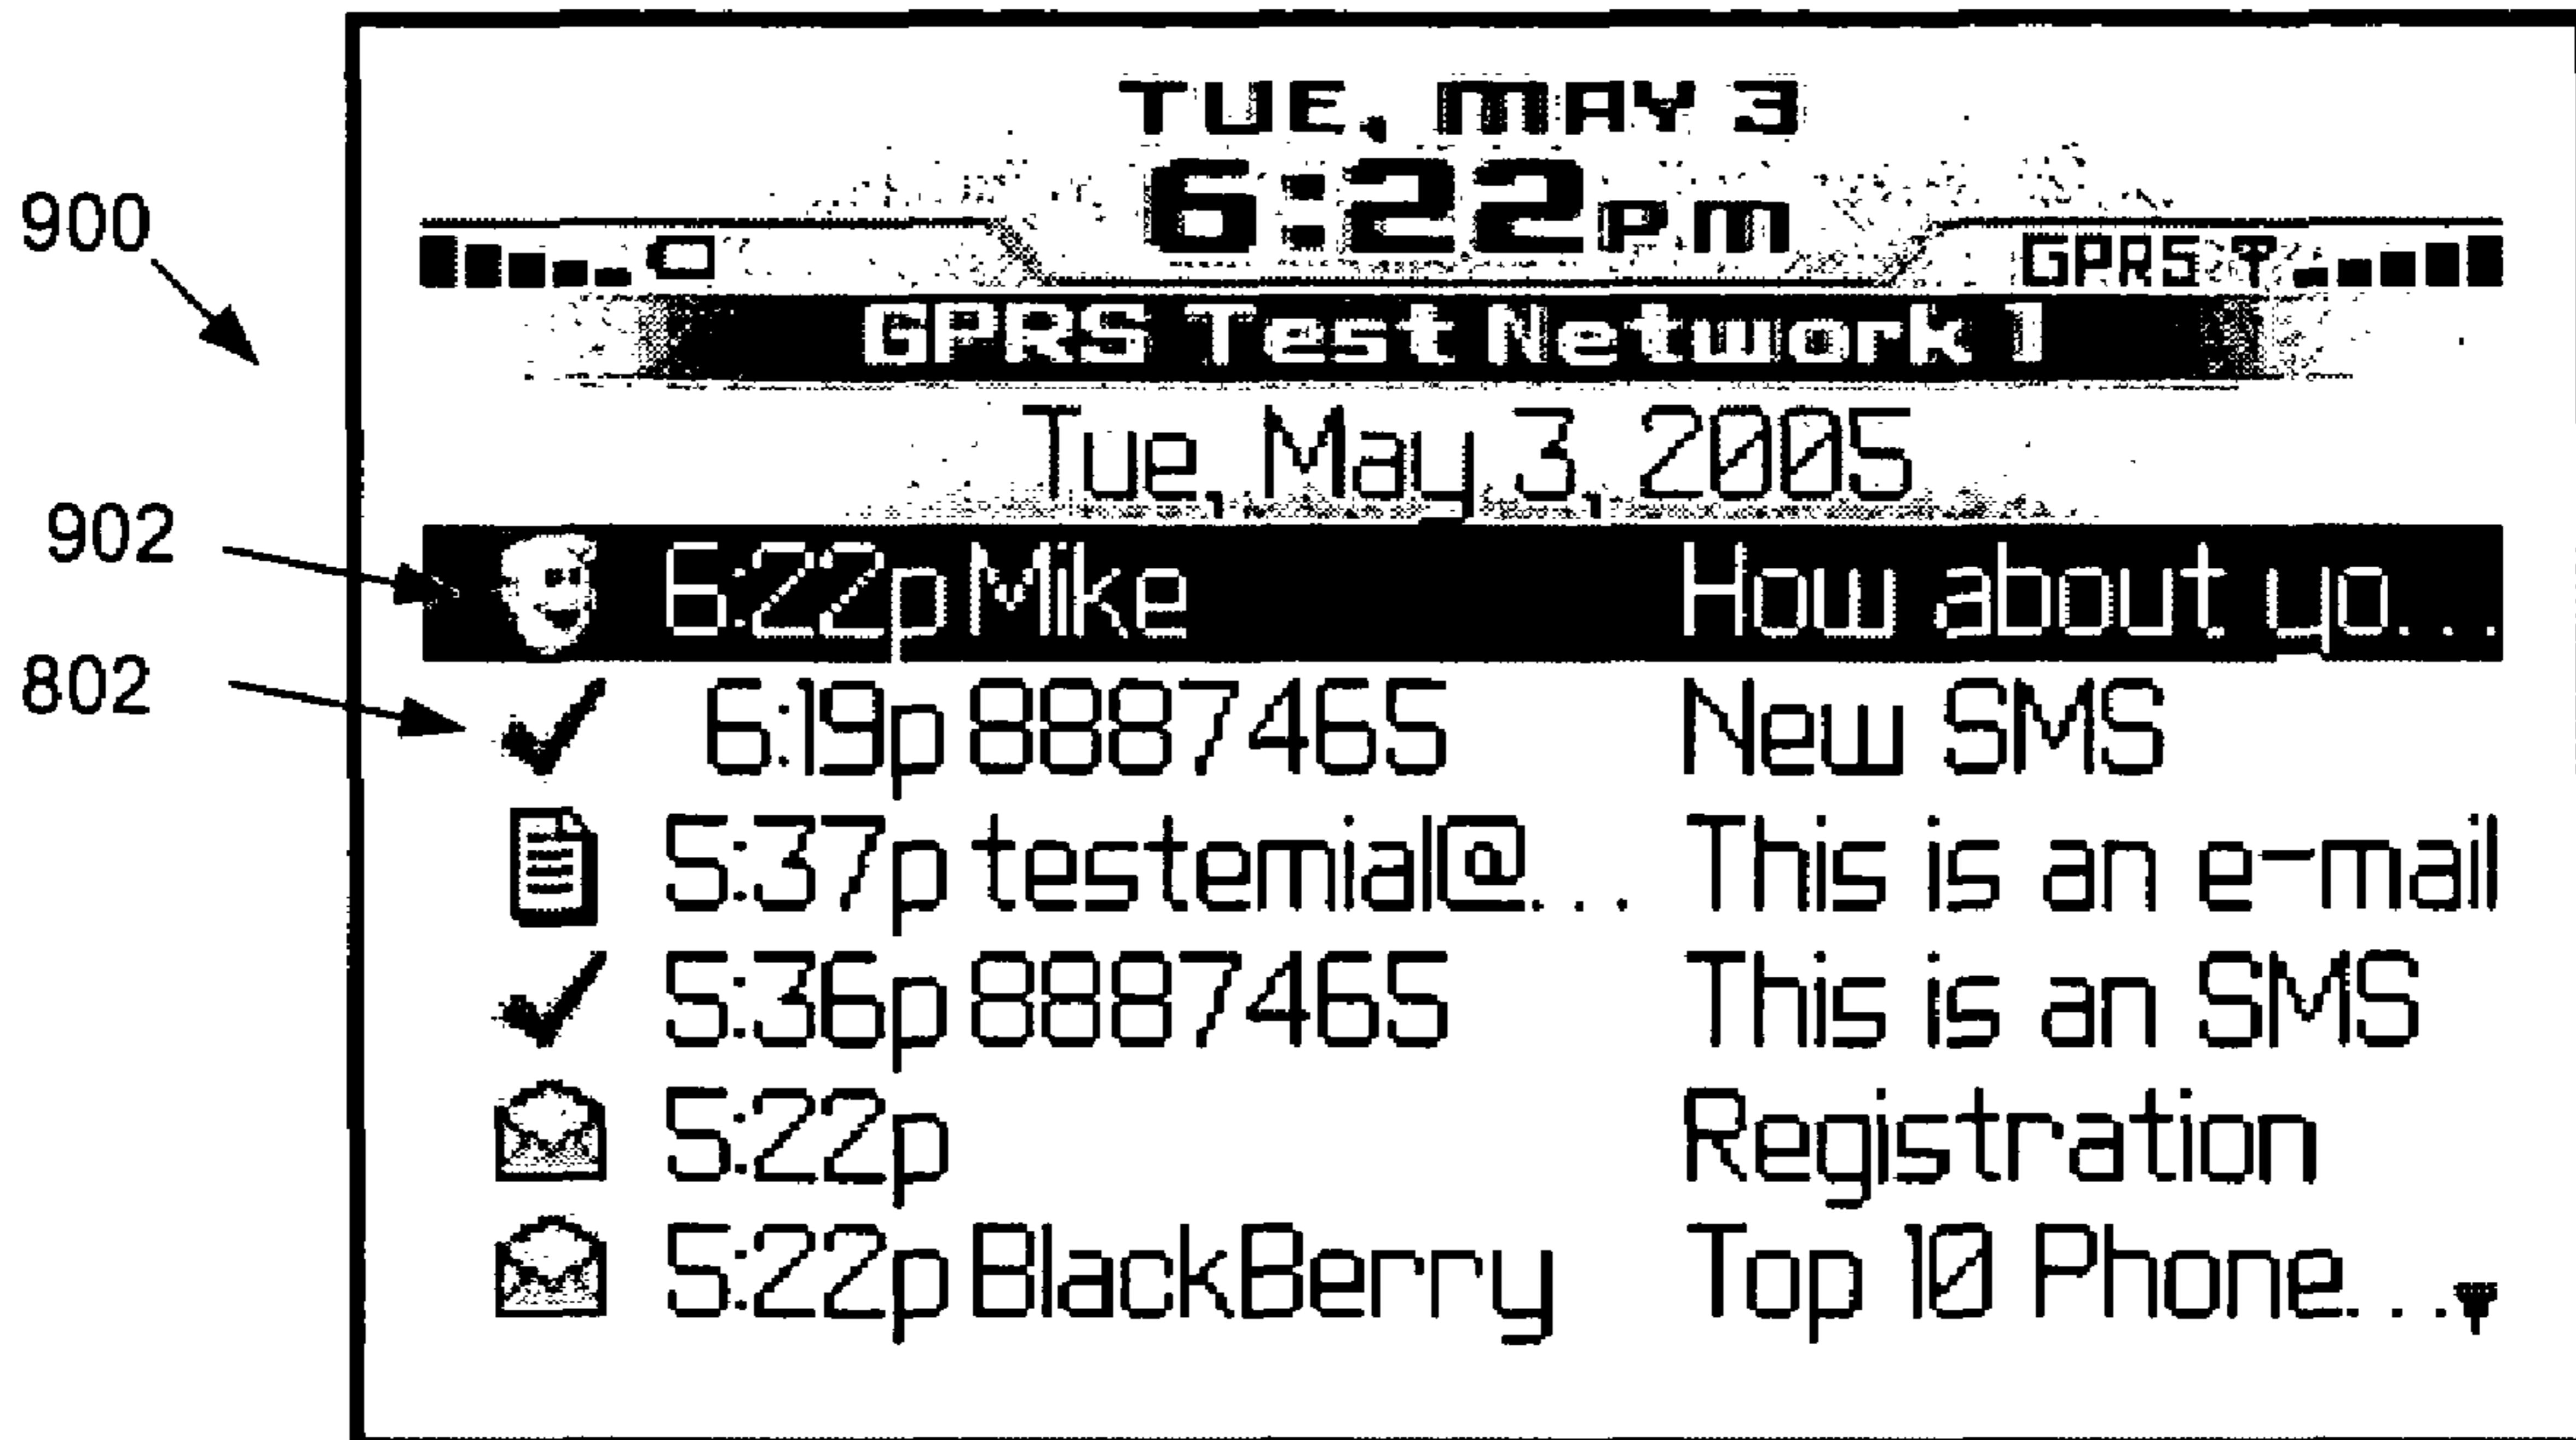 TUE, MAY 3
900
6:22pm
GPRS
GPRS Test Network 1
Tue, May 3, 2005
902 6:22p Mike How about yo...
802 6:19p 8887465 New SMS
5:37p testemial@... This is an e-mail
5:36p 8887465 This is an SMS
5:22p Registration
5:22p BlackBerry Top 10 Phone...